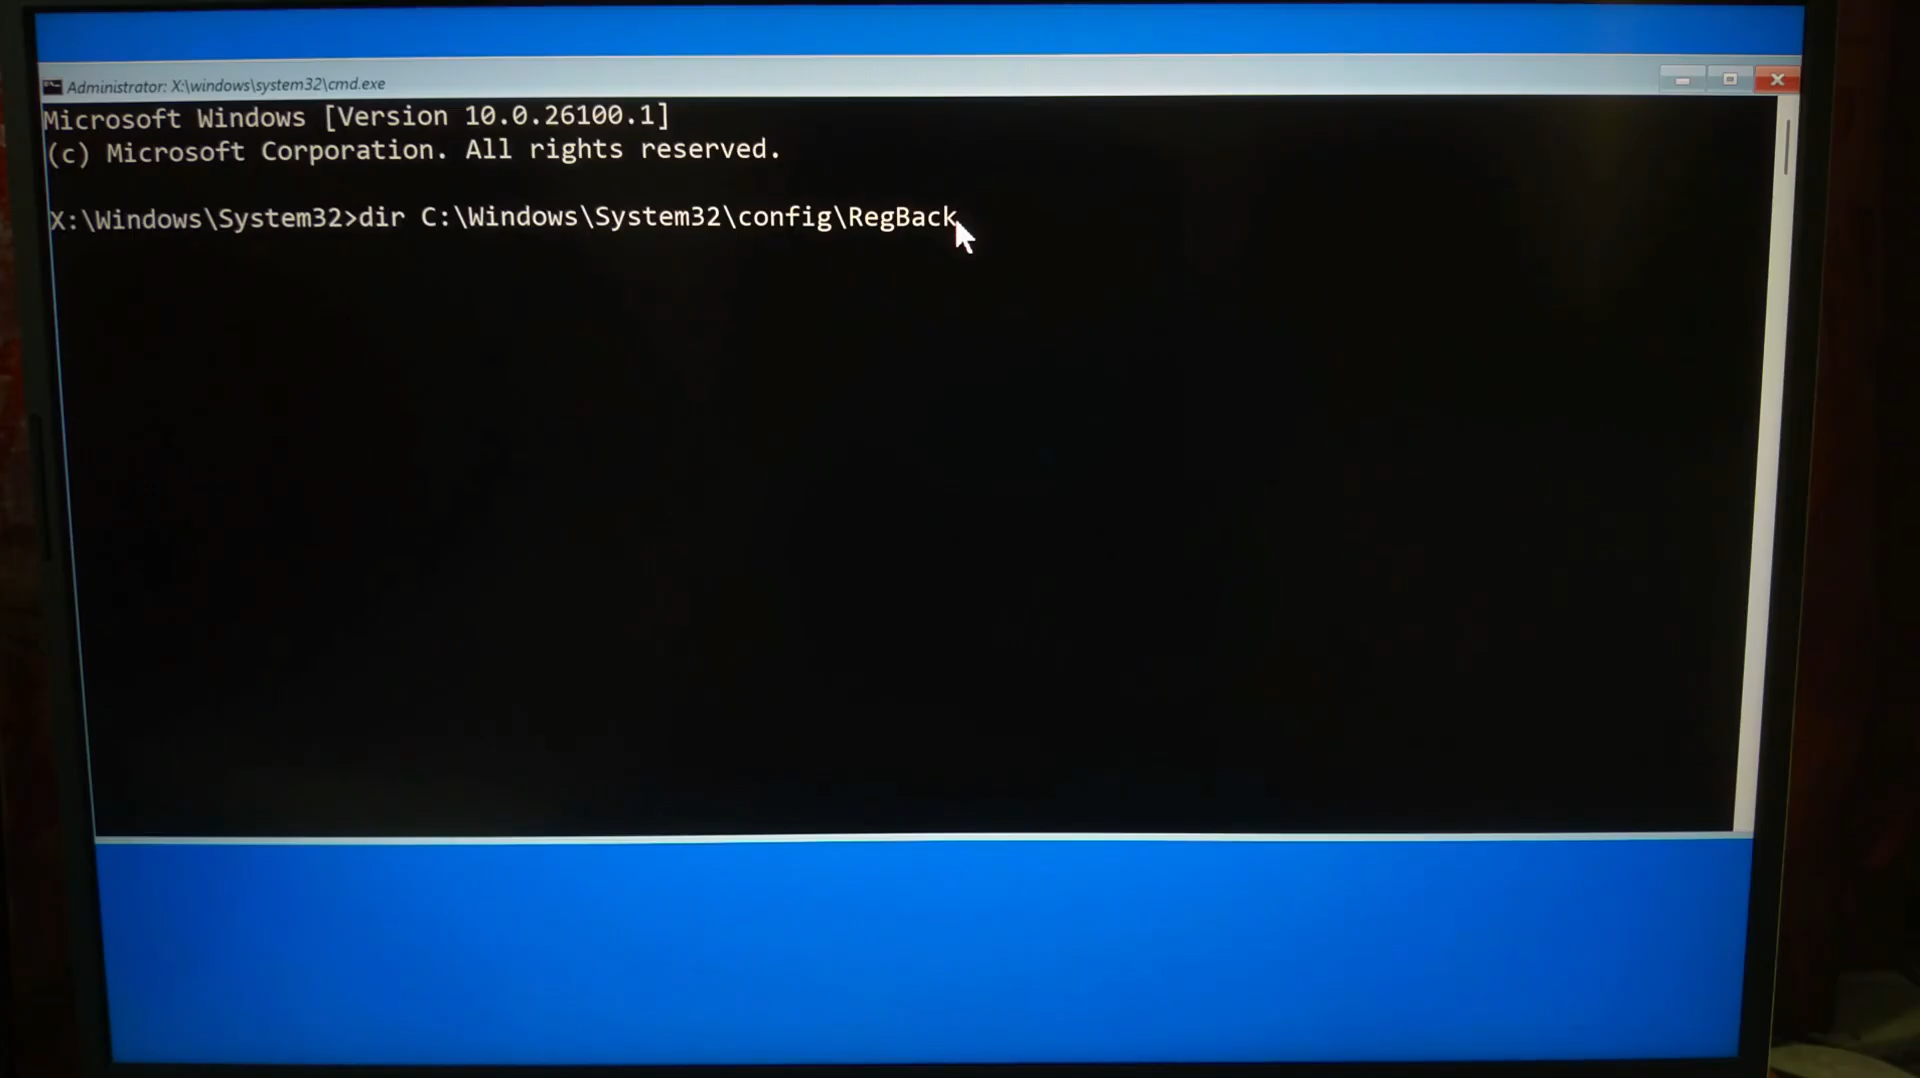 Administrator: X:\windows\system32\cmd.exe
Microsoft Windows [Version 10.0.26100.1]
(c) Microsoft Corporation. All rights reserved.
X:\Windows\System32>dir C:\Windows\System32\config\RegBack